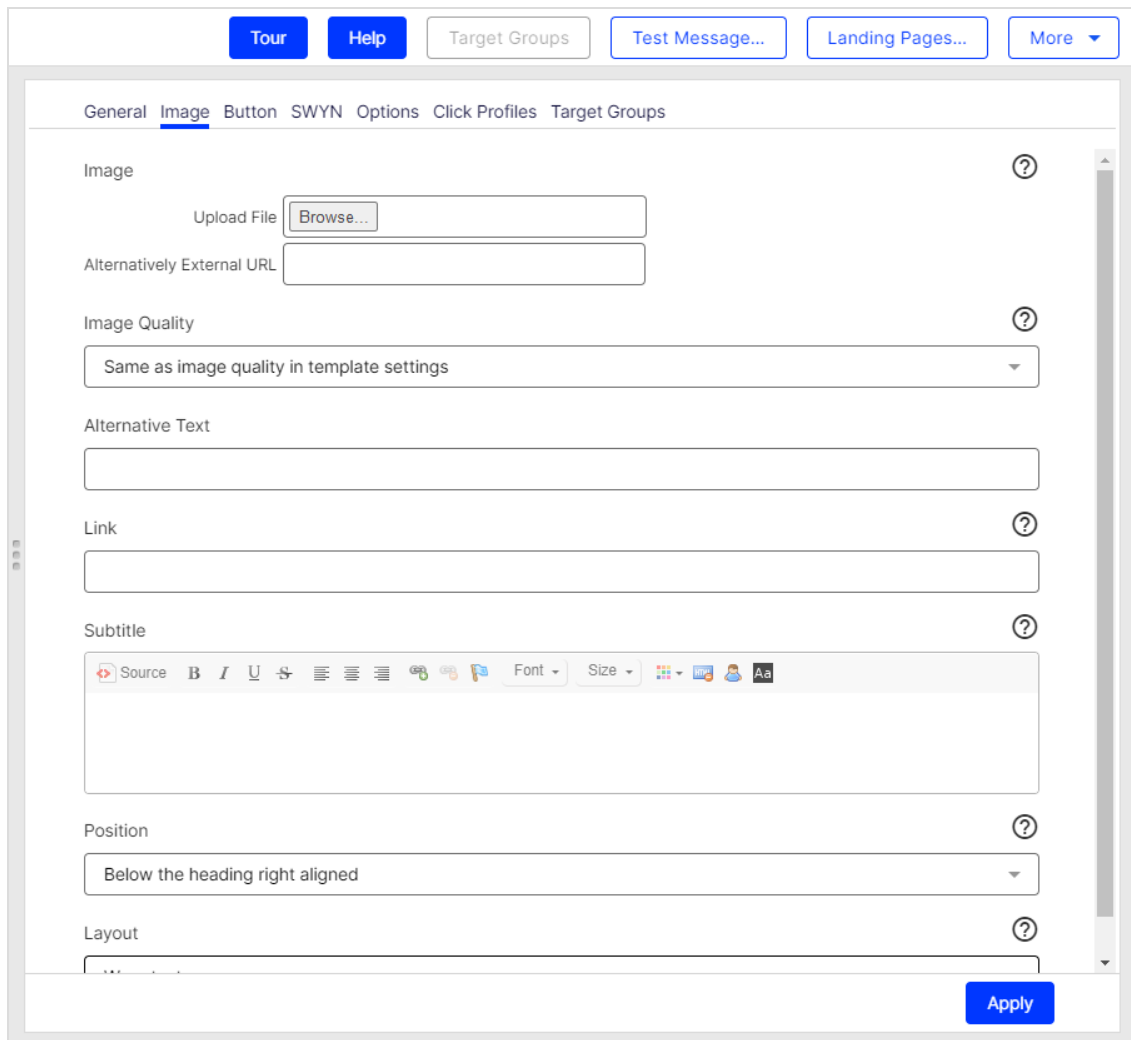 Tour Help Target Groups Test Message... Landing Pages... More
General Image Button SWYN Options Click Profiles Target Groups
Image
Upload File Browse...
Alternatively External URL
Image Quality
Same as image quality in template settings
Alternative Text
Link
Subtitle
Source B I U S Font Size Aa
Position
Below the heading right aligned
Layout
Apply